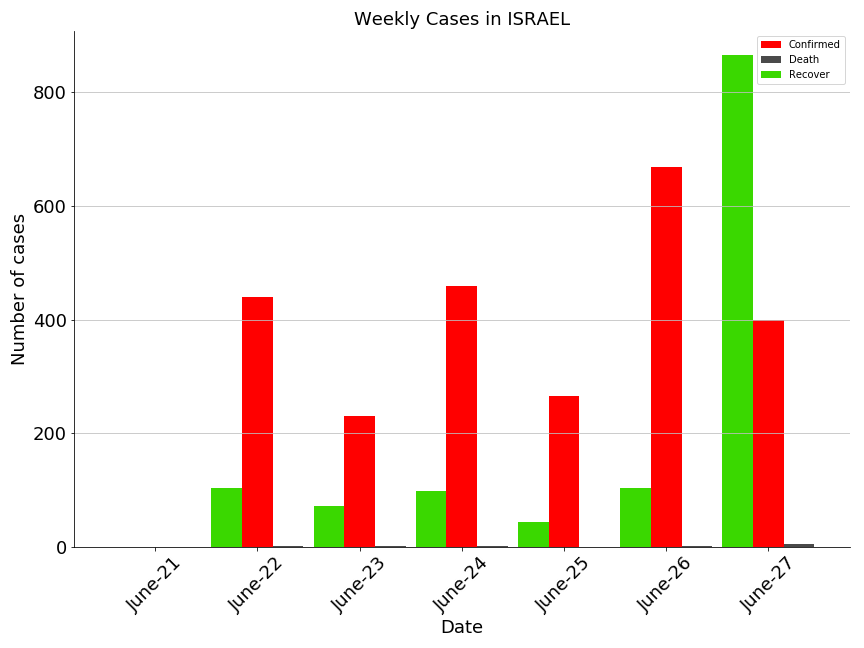 Weekly Cases in ISRAEL
Confirmed
Death
Recover
Number of cases
800
600
400
200
0
June-21
June-22
June-23
June-24
June-25
June-26
June-27
Date